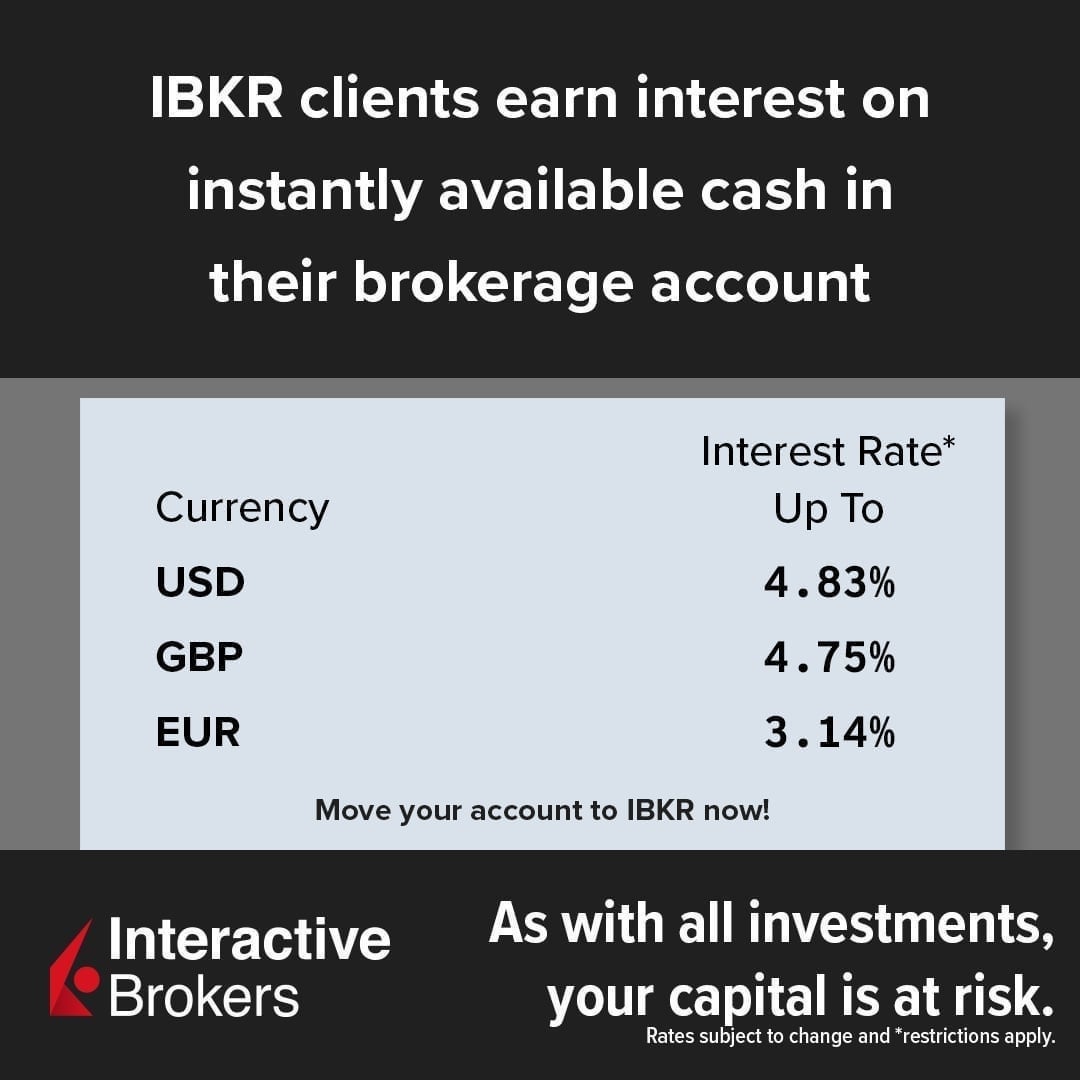 IBKR clients earn interest on
instantly available cash in
their brokerage account
Interest Rate*
Currency Up To
USD 4.83%
GBP 4.75%
EUR 3.14%
Move your account to IBKR now!
Interactive
Brokers
As with all investments,
your capital is at risk.
Rates subject to change and *restrictions apply.